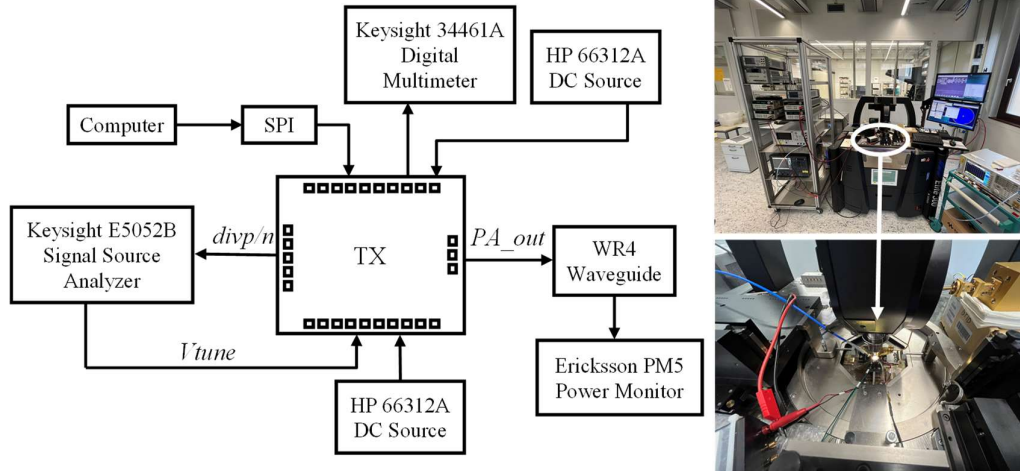 Keysight 34461A
Digital
Multimeter
HP 66312A
DC Source
Computer
SPI
Keysight E5052B
Signal Source
Analyzer
divp/n
TX
PA_out
WR4
Waveguide
Vtune
Ericksson PM5
Power Monitor
HP 66312A
DC Source